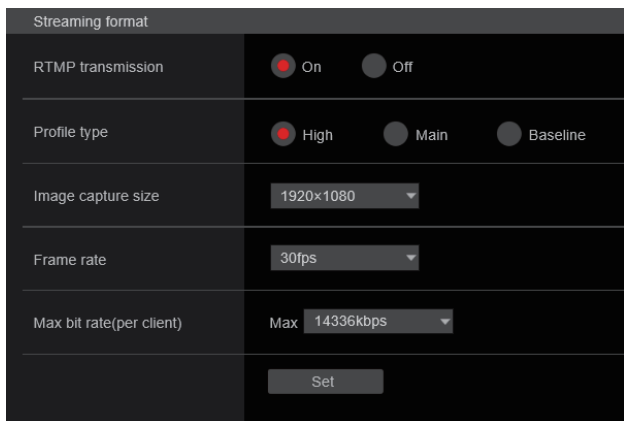 Streaming format
RTMP transmission On Off
Profile type High Main Baseline
Image capture size 1920×1080
Frame rate 30fps
Max bit rate(per client) Max 14336kbps
Set